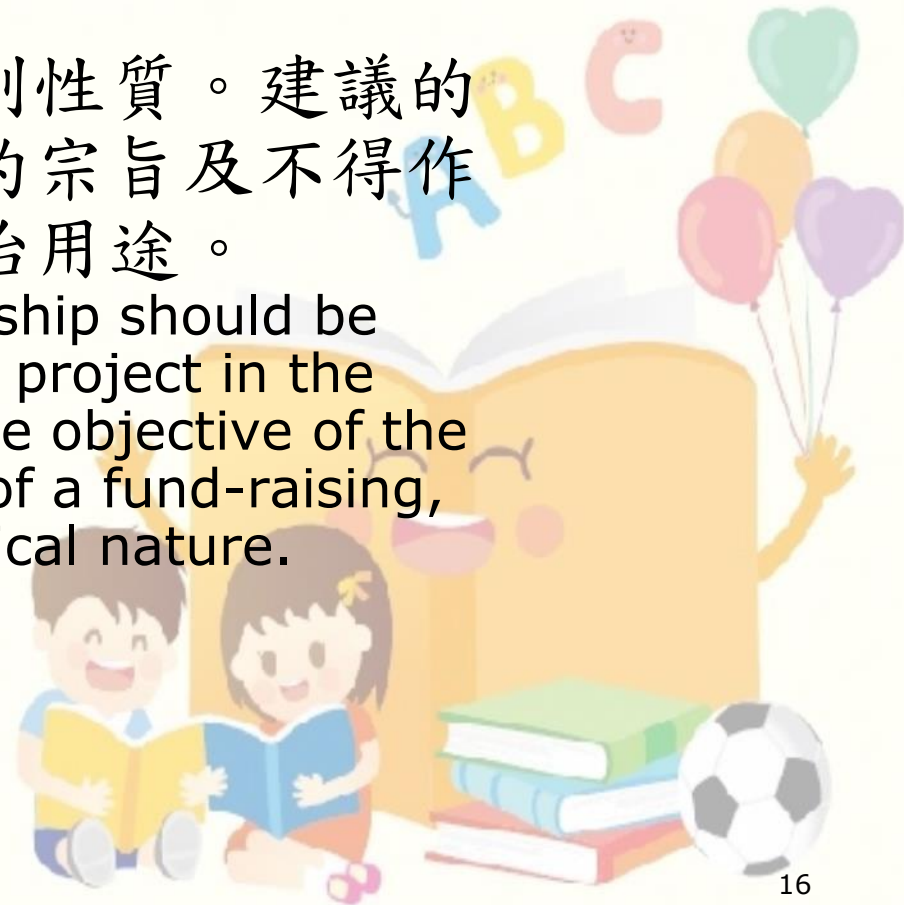 利性質。建議的
的宗旨及不得作
治用途。
ship should be
project in the
e objective of the
of a fund-raising,
ical nature.
A B C
16